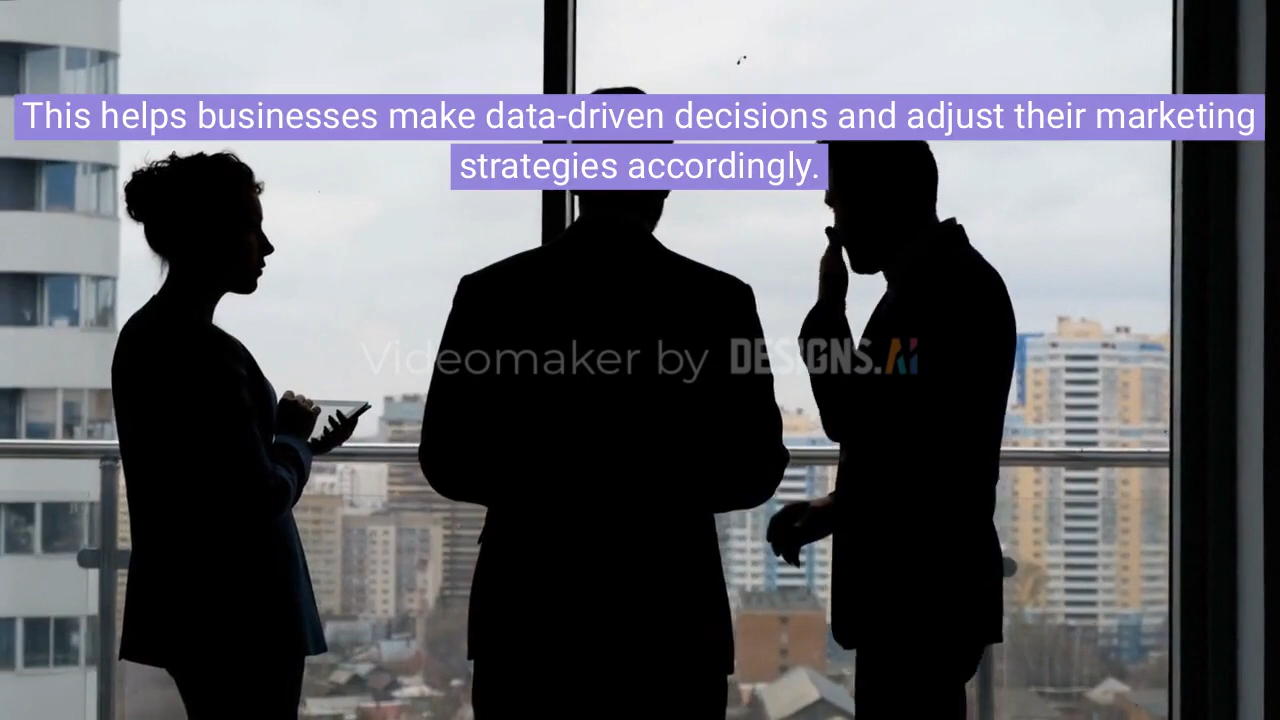 This helps businesses make data-driven decisions and adjust their marketing
strategies accordingly.
Videomaker by DESIGNS.AI